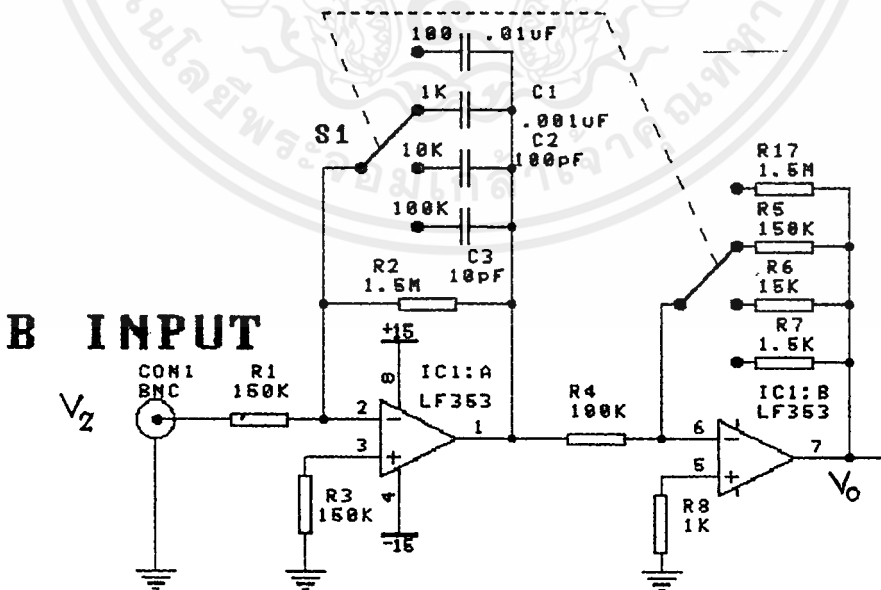 100 .01uF
1K C1
.001uF
S1
10K C2
100pF
100K
C3
10pF
R2
1.5M
R17
1.5M
R5
150K
R6
15K
R7
1.5K
B INPUT
CON1
BNC
R1
150K
+15
8
IC1:A
LF353
R4
100K
IC1:B
LF353
Vz
2
1
6
7
3
5
Vo
R3
150K
4
R8
1K
-15